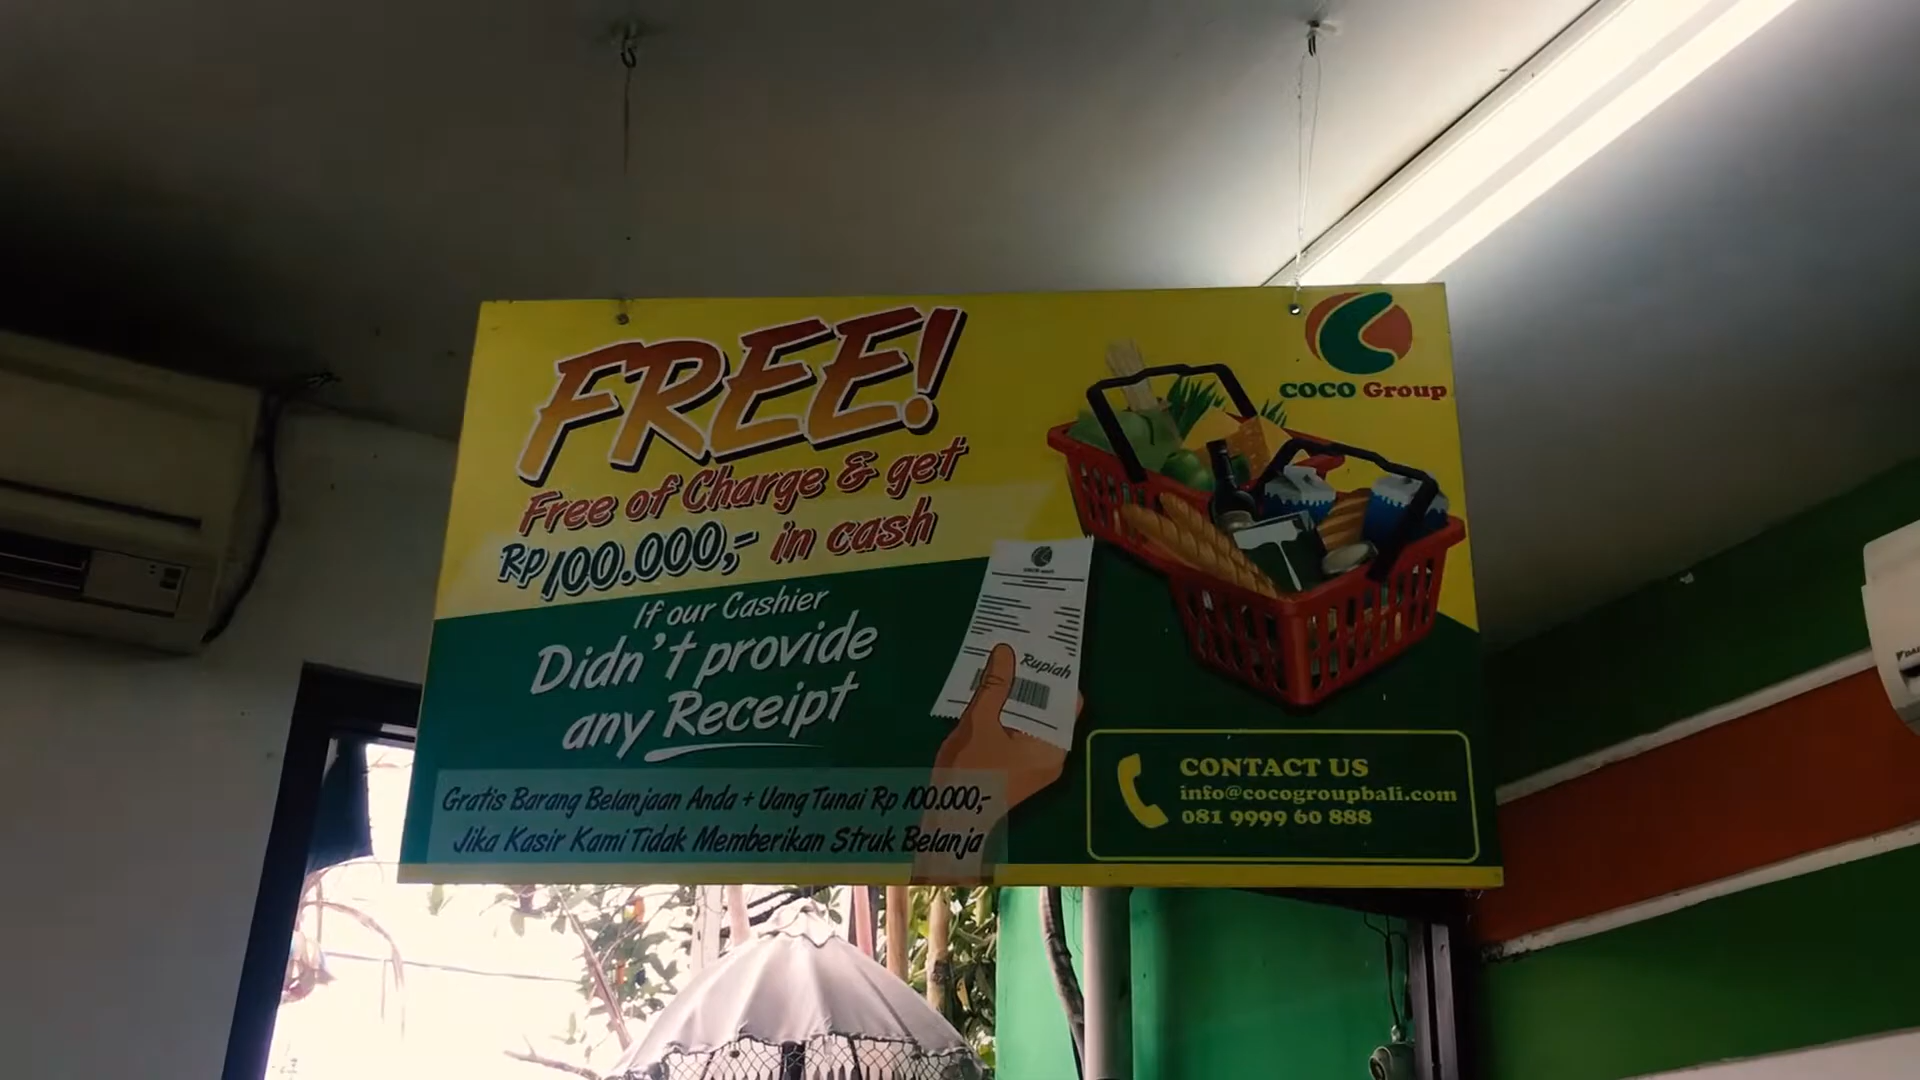 FREE!
Free of Charge & get
Rp 100.000,- in cash
If our Cashier
Didn't provide
any Receipt
Gratis Barang Belanjaan Anda + Uang Tunai Rp 100.000,-
Jika Kasir Kami Tidak Memberikan Struk Belanja
Rupiah
COCO Group
CONTACT US
info@cocogroupbali.com
081 9999 60 888